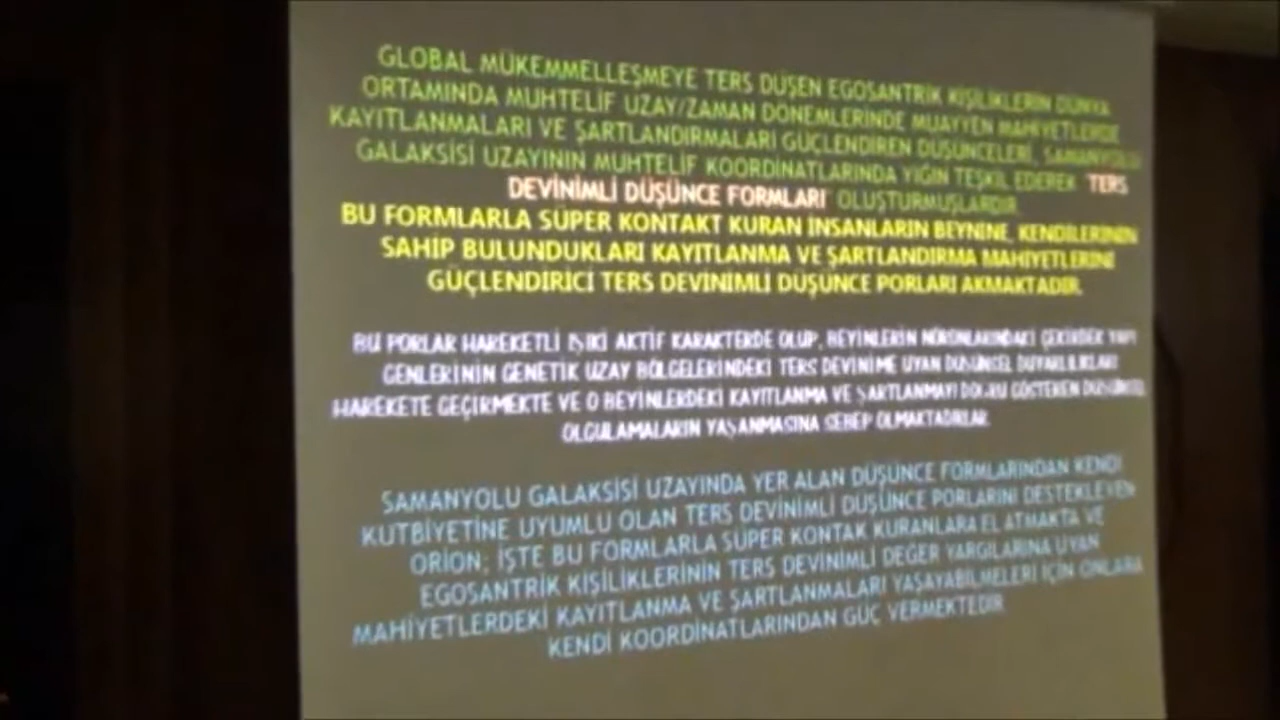 GLOBAL MÜKEMMELLEŞMEYE TERS DÜŞEN EGOSANTRİK KİŞİLİKLERİN DÜNYA
ORTAMINDA MUHTELİF UZAY/ZAMAN DÖNEMLERİNDE MUAYYEN MAHİYETLERDE
KAYITLANMALARI VE ŞARTLANDIRMALARI GÜÇLENDİREN DÜŞÜNCELERİ, SAMANYOLU
GALAKSİSİ UZAYININ MUHTELİF KOORDİNATLARINDA YIĞIN TEŞKİL EDEREK "TERS
DEVİNİMLİ DÜŞÜNCE FORMLARI" OLUŞTURMUŞLARDIR.
BU FORMLARLA SÜPER KONTAKT KURAN İNSANLARIN BEYNİNE, KENDİLERİNİN
SAHİP BULUNDUKLARI KAYITLANMA VE ŞARTLANDIRMA MAHİYETLERİNİ
GÜÇLENDİRİCİ TERS DEVİNİMLİ DÜŞÜNCE PORLARI AKMAKTADIR.
BU PORLAR HAREKETLİ IŞIKI AKTİF KARAKTERDE OLUP, BEYİNLERİN NÖRONLARINDAKİ ÇEKİRDEK YAPI
GENLERİNİN GENETİK UZAY BÖLGELERİNDEKİ TERS DEVİNİME UYAN DÜŞÜNSEL DUYARLILIKLARI
HAREKETE GEÇİRMEKTE VE O BEYİNLERDEKİ KAYITLANMA VE ŞARTLANMAYI DOĞRU GÖSTEREN DÜŞÜNSEL
OLGULAMALARIN YAŞANMASINA SEBEP OLMAKTADIRLAR.
SAMANYOLU GALAKSİSİ UZAYINDA YER ALAN DÜŞÜNCE FORMLARINDAN KENDİ
KUTBİYETİNE UYUMLU OLAN TERS DEVİNİMLİ DÜŞÜNCE PORLARINI DESTEKLEYEN
ORİON; İŞTE BU FORMLARLA SÜPER KONTAK KURANLARA EL ATMAKTA VE
EGOSANTRİK KİŞİLİKLERİNİN TERS DEVİNİMLİ DEĞER YARGILARINA UYAN
MAHİYETLERDEKİ KAYITLANMA VE ŞARTLANMALARI YAŞAYABİLMELERİ İÇİN ONLARA
KENDİ KOORDİNATLARINDAN GÜÇ VERMEKTEDİR